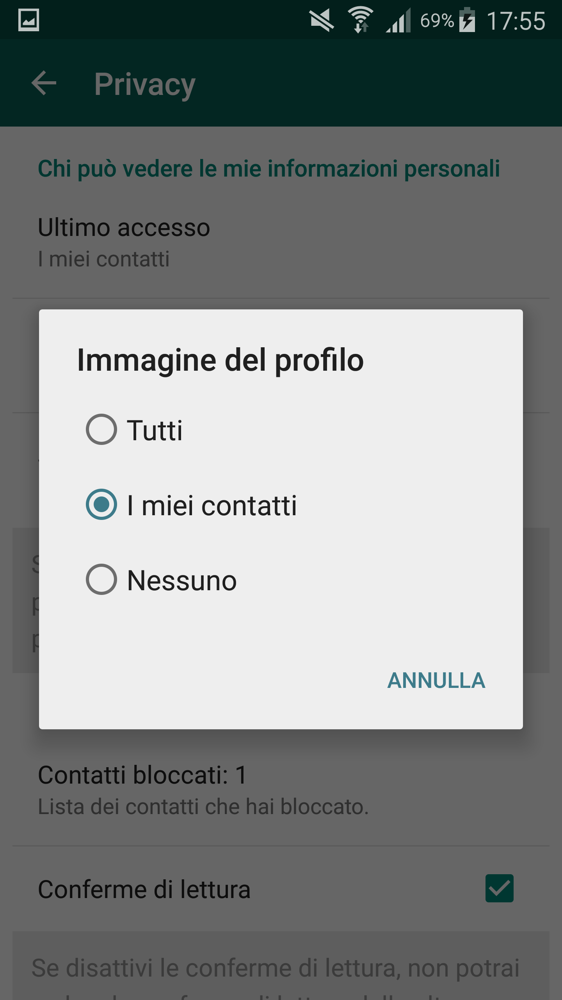 69% 17:55
Privacy
Chi può vedere le mie informazioni personali
Ultimo accesso
I miei contatti
Immagine del profilo
Tutti
I miei contatti
Nessuno
ANNULLA
Contatti bloccati: 1
Lista dei contatti che hai bloccato.
Conferme di lettura
Se disattivi le conferme di lettura, non potrai